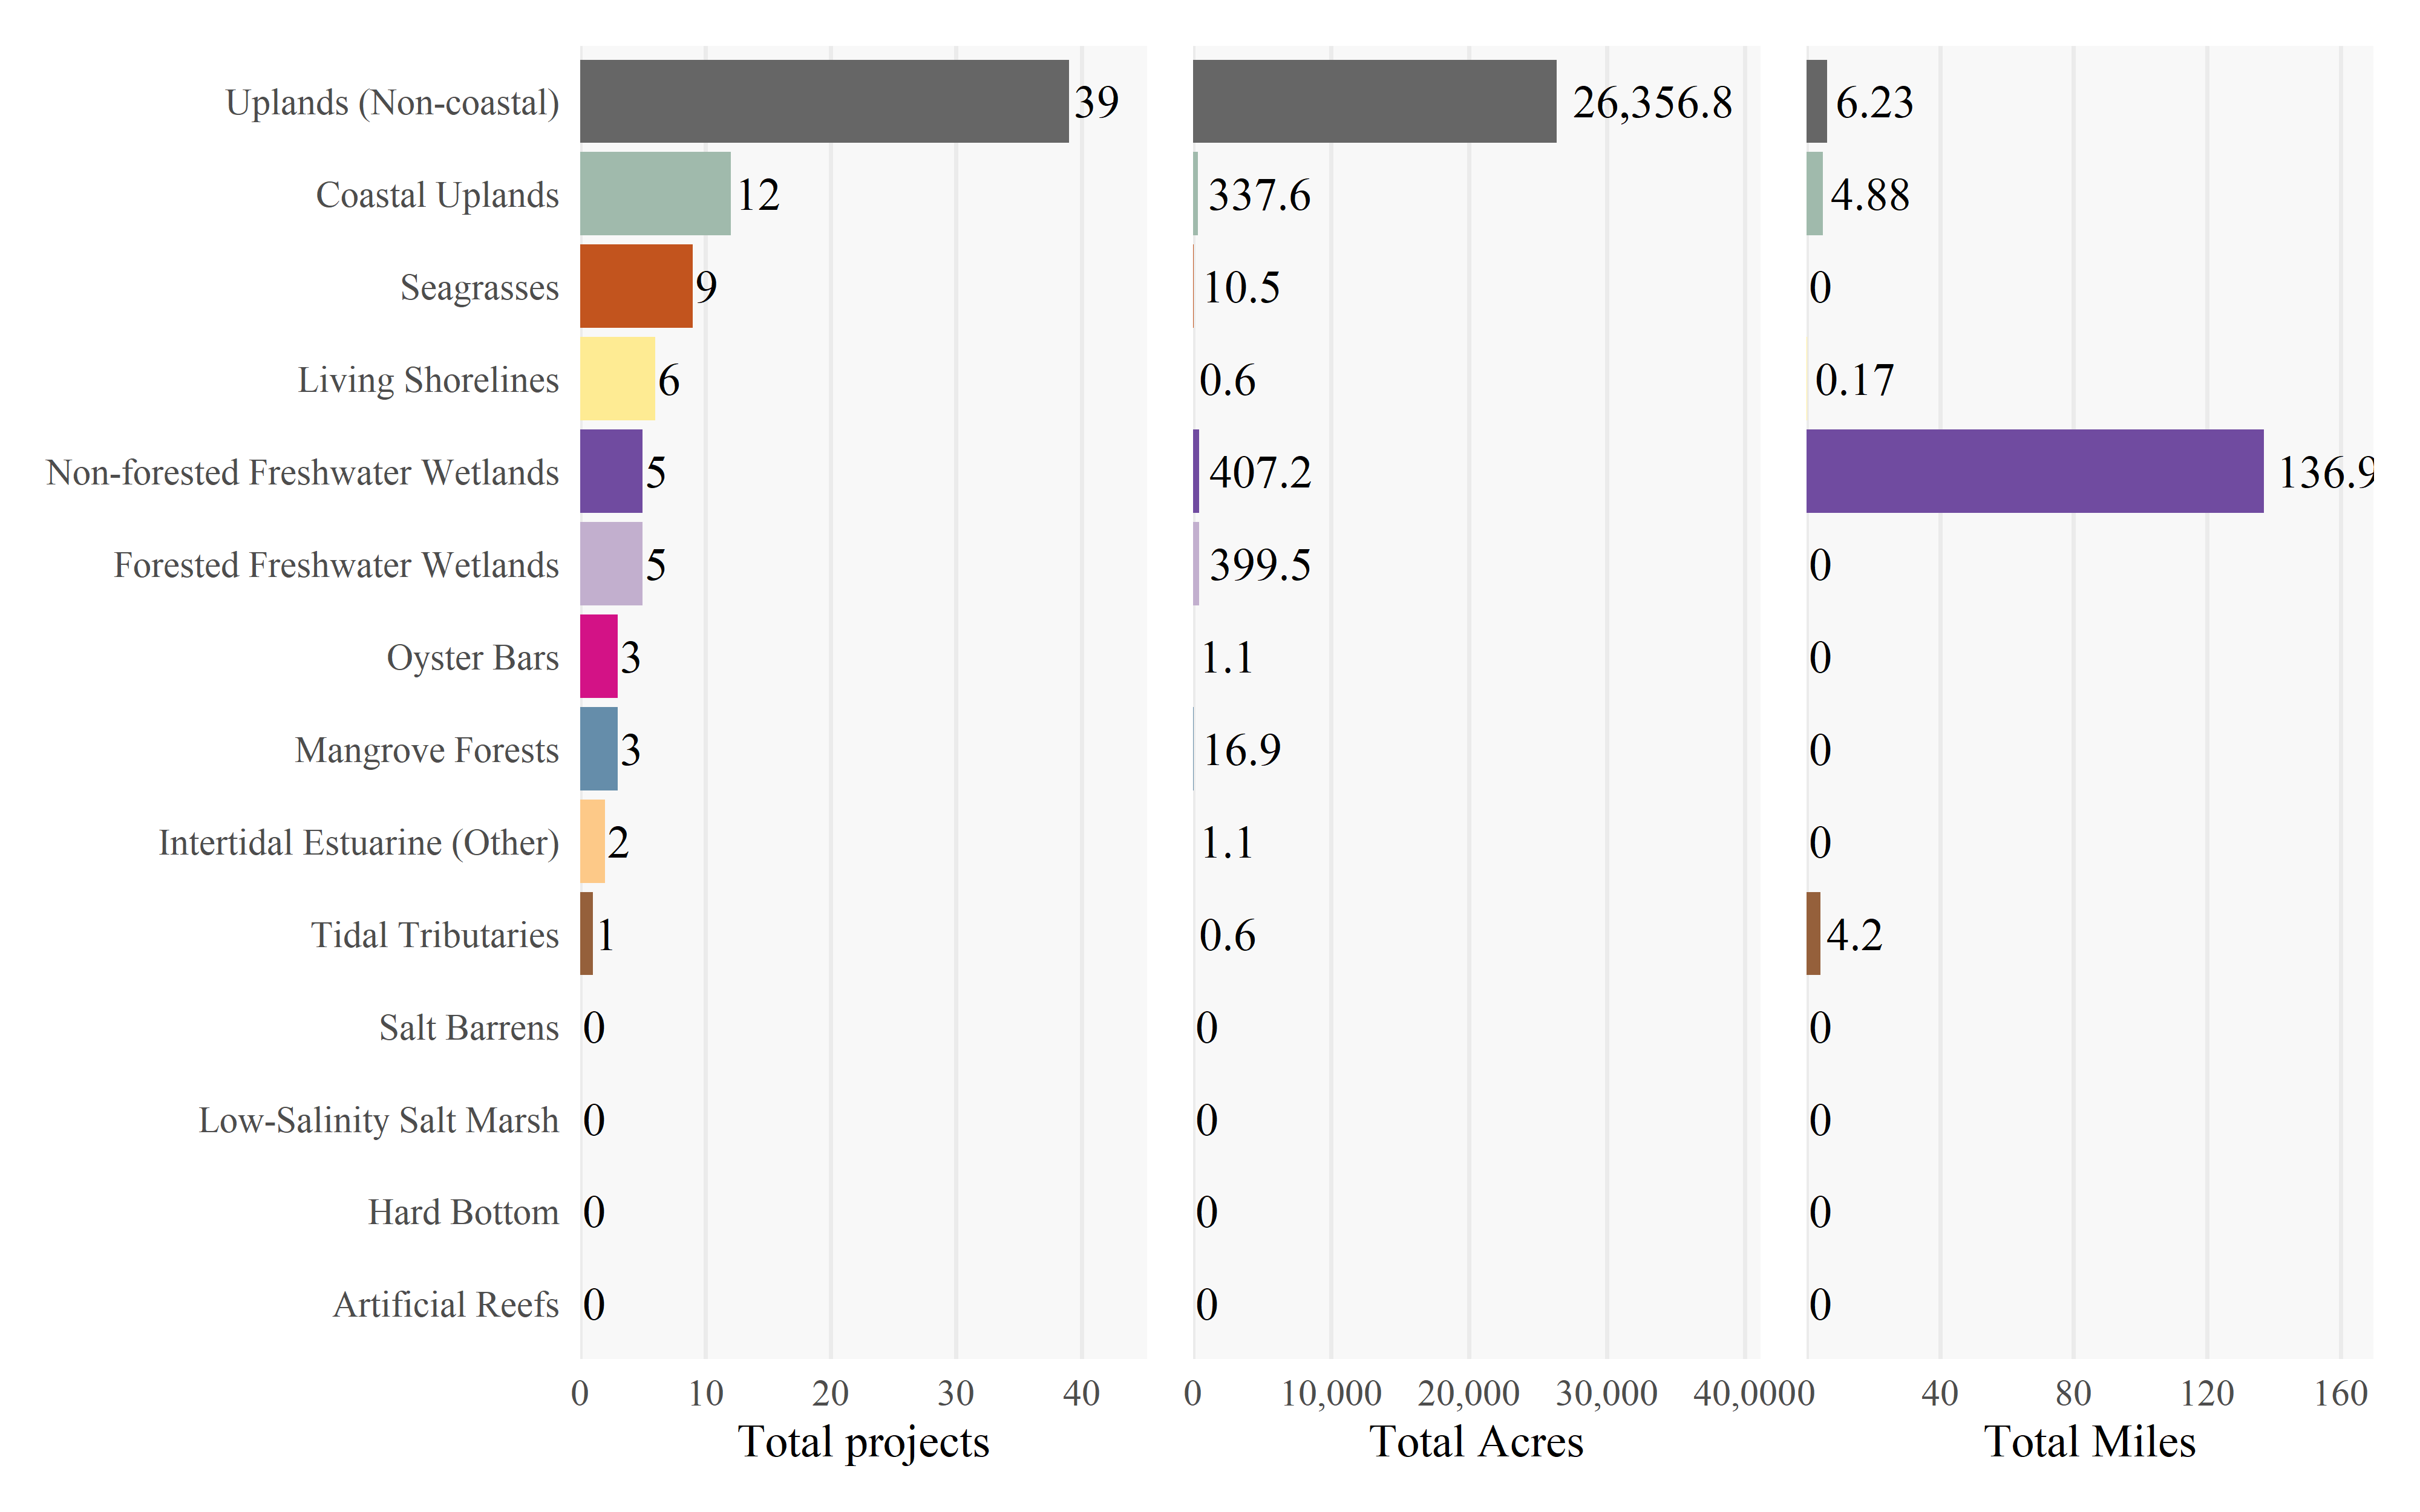 Uplands (Non-coastal) 39 26,356.8 6.23
Coastal Uplands 12 337.6 4.88
Seagrasses 9 10.5 0
Living Shorelines 6 0.6 0.17
Non-forested Freshwater Wetlands 5 407.2 136.9
Forested Freshwater Wetlands 5 399.5 0
Oyster Bars 3 1.1 0
Mangrove Forests 3 16.9 0
Intertidal Estuarine (Other) 2 1.1 0
Tidal Tributaries 1 0.6 4.2
Salt Barrens 0 0 0
Low-Salinity Salt Marsh 0 0 0
Hard Bottom 0 0 0
Artificial Reefs 0 0 0
0 10 20 30 40 0 10,000 20,000 30,000 40,000 0 40 80 120 160
Total projects Total Acres Total Miles